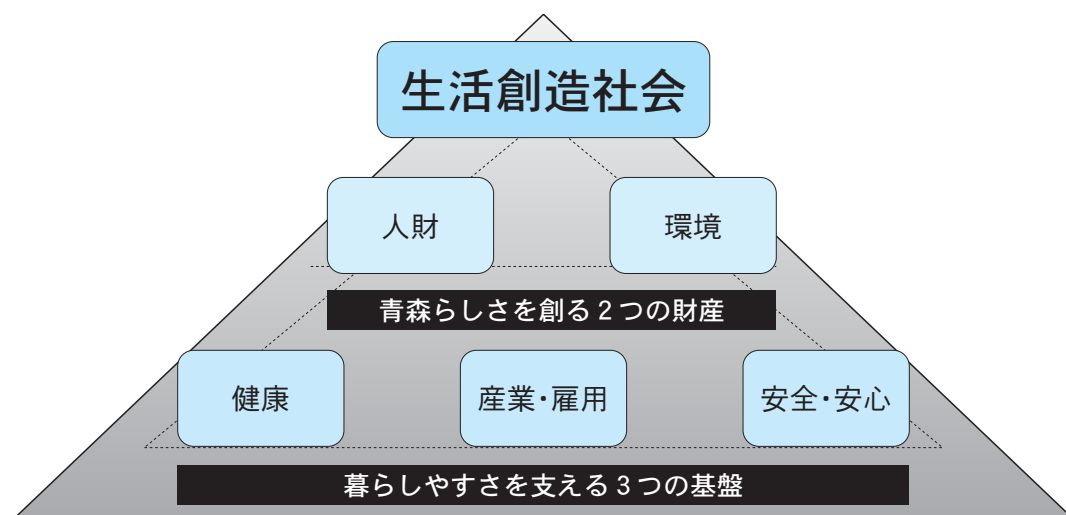 生活創造社会
人財
環境
青森らしさを創る2つの財産
健康
産業・雇用
安全・安心
暮らしやすさを支える3つの基盤